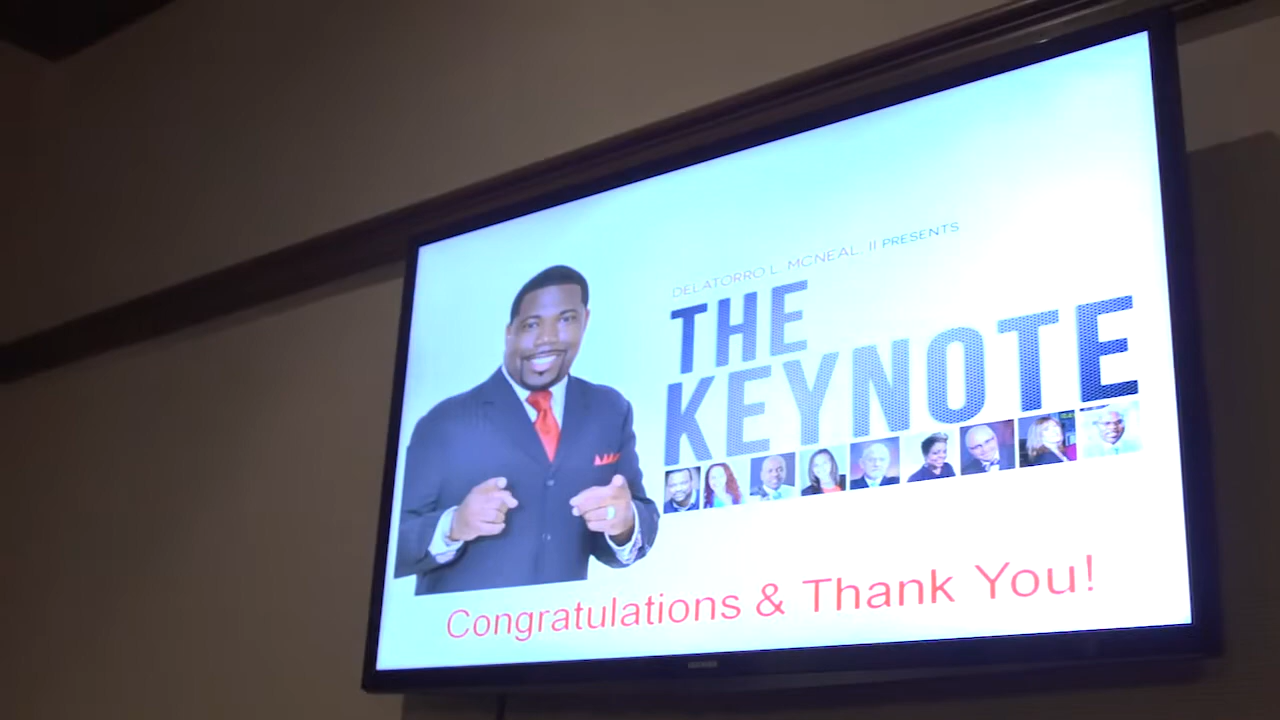 DELATORRO L. MCNEAL, II PRESENTS
THE
KEYNOTE
Congratulations & Thank You!